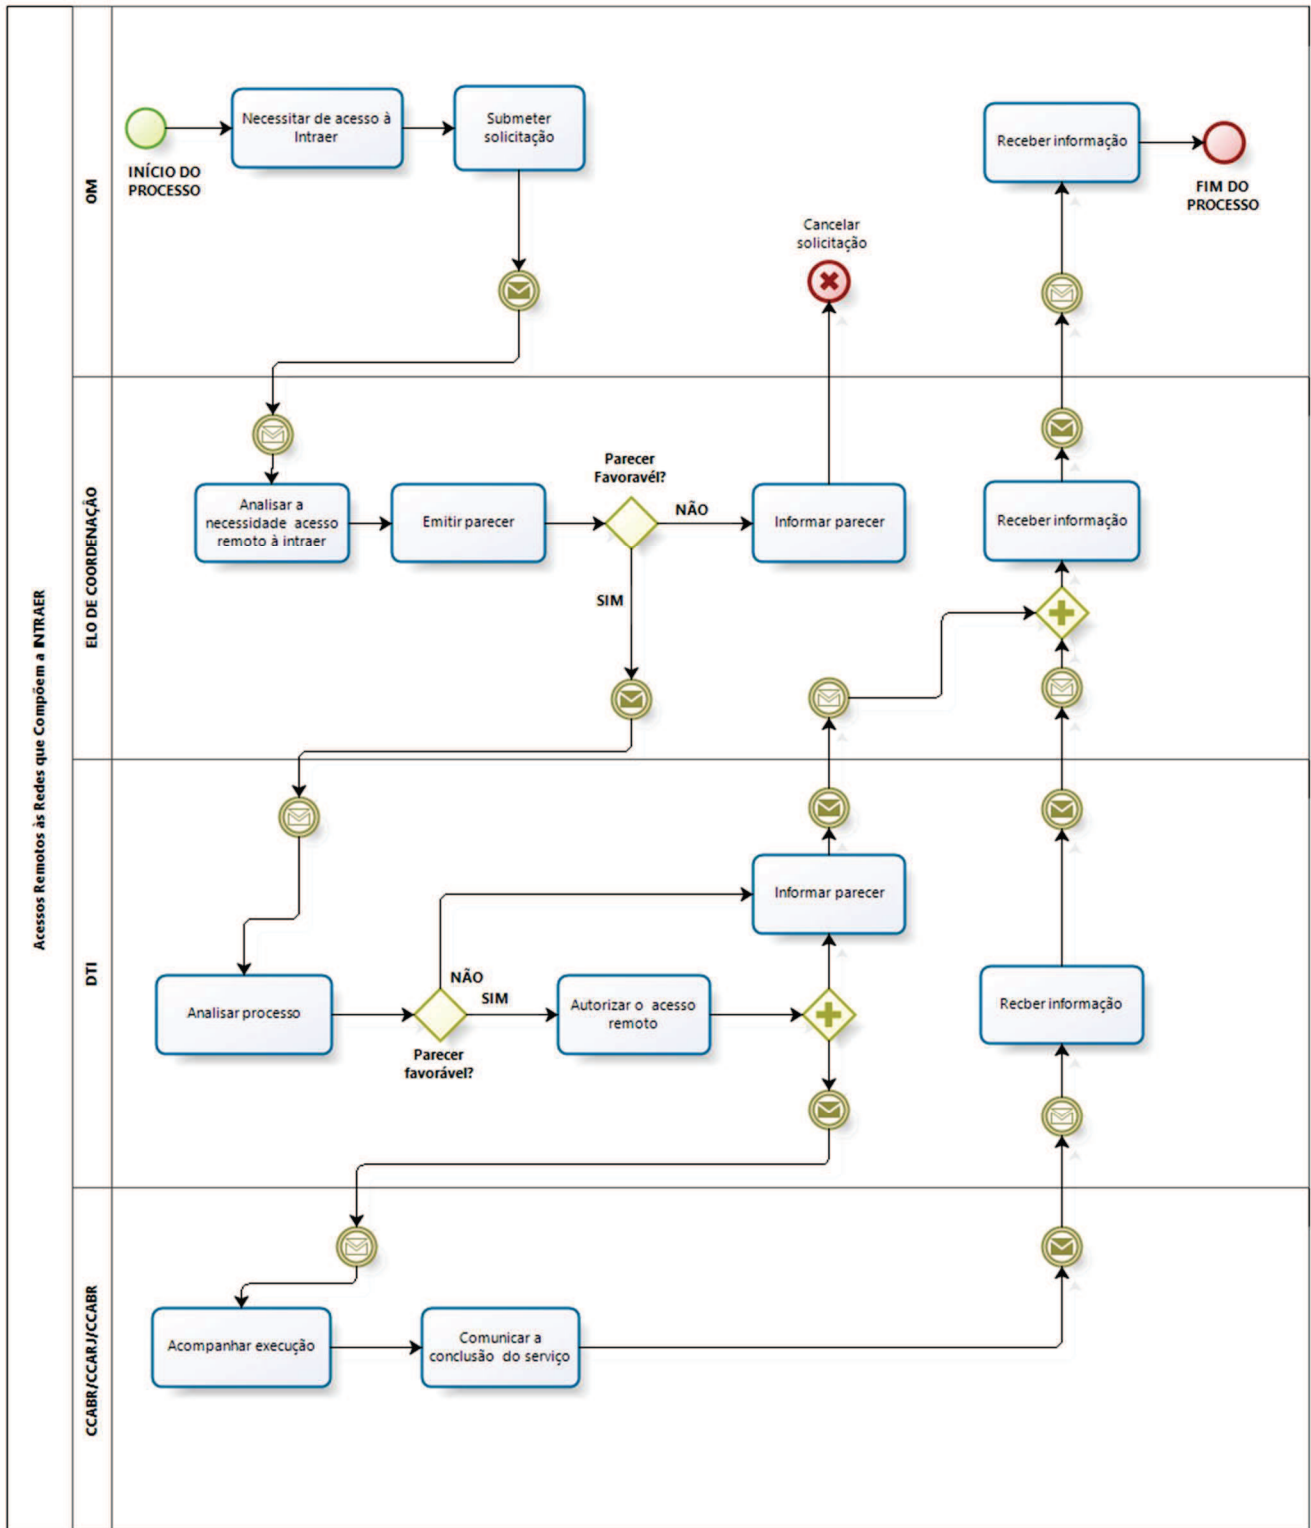 Acessos Remotos às Redes que Compõem a INTRAER
OM
Necessitar de acesso à
Intraer
Submeter
solicitação
INÍCIO DO
PROCESSO
Receber informação
FIM DO
PROCESSO
Cancelar
solicitação
ELO DE COORDENAÇÃO
Analisar a
necessidade acesso
remoto à intraer
Emitir parecer
Parecer
Favoravél?
NÃO
SIM
Informar parecer
Receber informação
DTI
Informar parecer
Analisar processo
NÃO
SIM
Parecer
favorável?
Autorizar o acesso
remoto
Recber informação
CCABR/CCARJ/CCABR
Acompanhar execução
Comunicar a
conclusão do serviço